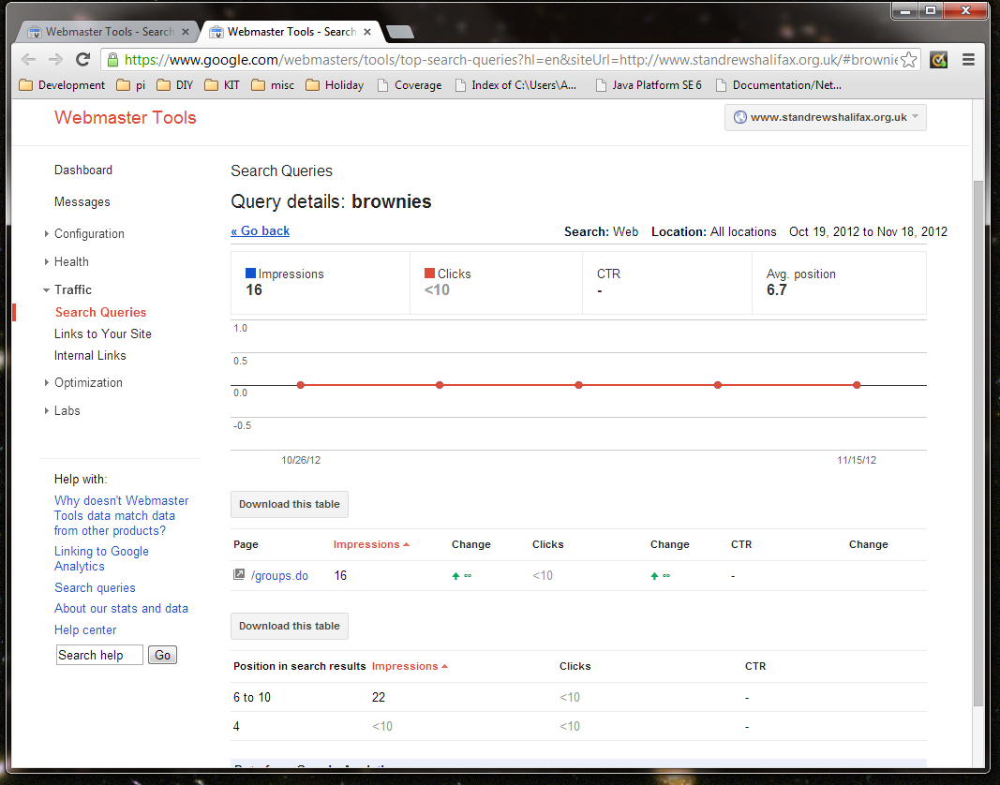 Webmaster Tools - Search
Webmaster Tools - Search
https://www.google.com/webmasters/tools/top-search-queries?hl=en&siteUrl=http://www.standrewshalifax.org.uk/#brownie
Development pi DIY KIT misc Holiday Coverage Index of C:\Users\A... Java Platform SE 6 Documentation/Net...
Webmaster Tools
www.standrewshalifax.org.uk
Dashboard
Messages
Configuration
Health
Traffic
Search Queries
Links to Your Site
Internal Links
Optimization
Labs
Help with:
Why doesn't Webmaster
Tools data match data
from other products?
Linking to Google
Analytics
Search queries
About our stats and data
Help center
Search help Go
Search Queries
Query details: brownies
« Go back
Search: Web Location: All locations Oct 19, 2012 to Nov 18, 2012
Impressions Clicks CTR Avg. position
16 <10 - 6.7
1.0
0.5
0.0
-0.5
10/26/12 11/15/12
Download this table
Page Impressions Change Clicks Change CTR Change
/groups.do 16 ∞ <10 ∞ -
Download this table
Position in search results Impressions Clicks CTR
6 to 10 22 <10 -
4 <10 <10 -